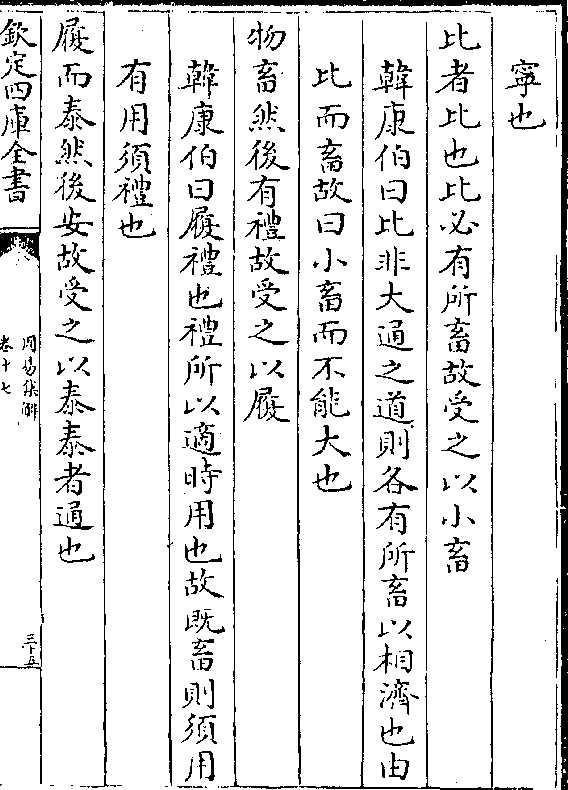 寧也
比者比也比必有所畜故受之以小畜
韓康伯曰比非大通之道則各有所畜以相濟也由
比而畜故曰小畜而不能大也
物畜然後有禮故受之以履
韓康伯曰履禮也禮所以適時用也故既畜則須用
有用須禮也
履而泰然後安故受之以泰泰者通也
欽定四庫全書
周易集解
卷十七
三十五